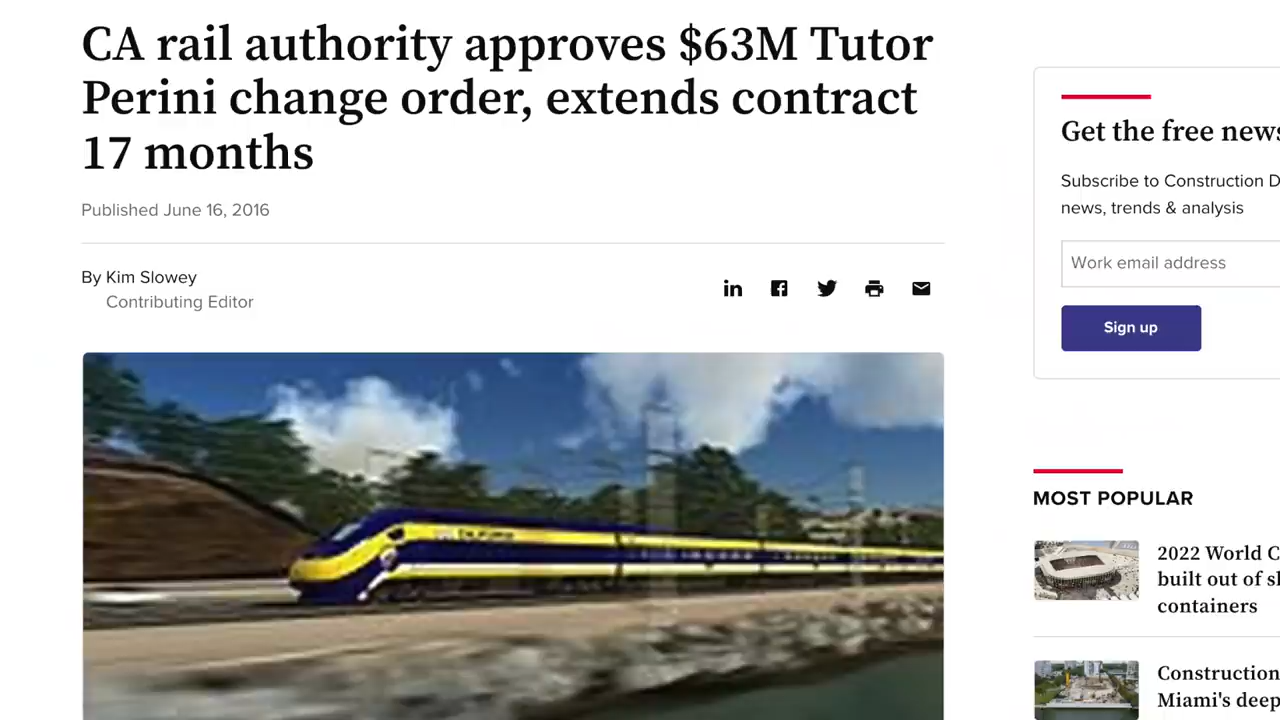 CA rail authority approves $63M Tutor
Perini change order, extends contract
17 months
Published June 16, 2016
By Kim Slowey
Contributing Editor
Get the free news
Subscribe to Construction D
news, trends & analysis
Work email address
Sign up
MOST POPULAR
2022 World C
built out of sh
containers
Construction
Miami's deep